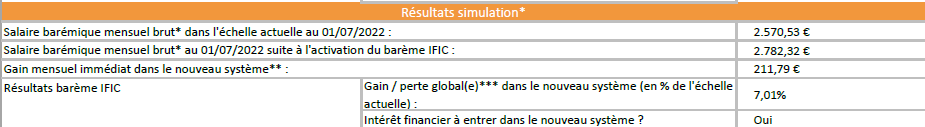 Résultats simulation*
Salaire barémique mensuel brut* dans l'échelle actuelle au 01/07/2022 : 2.570,53 €
Salaire barémique mensuel brut* au 01/07/2022 suite à l'activation du barème IFIC : 2.782,32 €
Gain mensuel immédiat dans le nouveau système** : 211,79 €
Résultats barème IFIC
Gain / perte global(e)*** dans le nouveau système (en % de l'échelle
actuelle) :
7,01%
Intérêt financier à entrer dans le nouveau système ? Oui